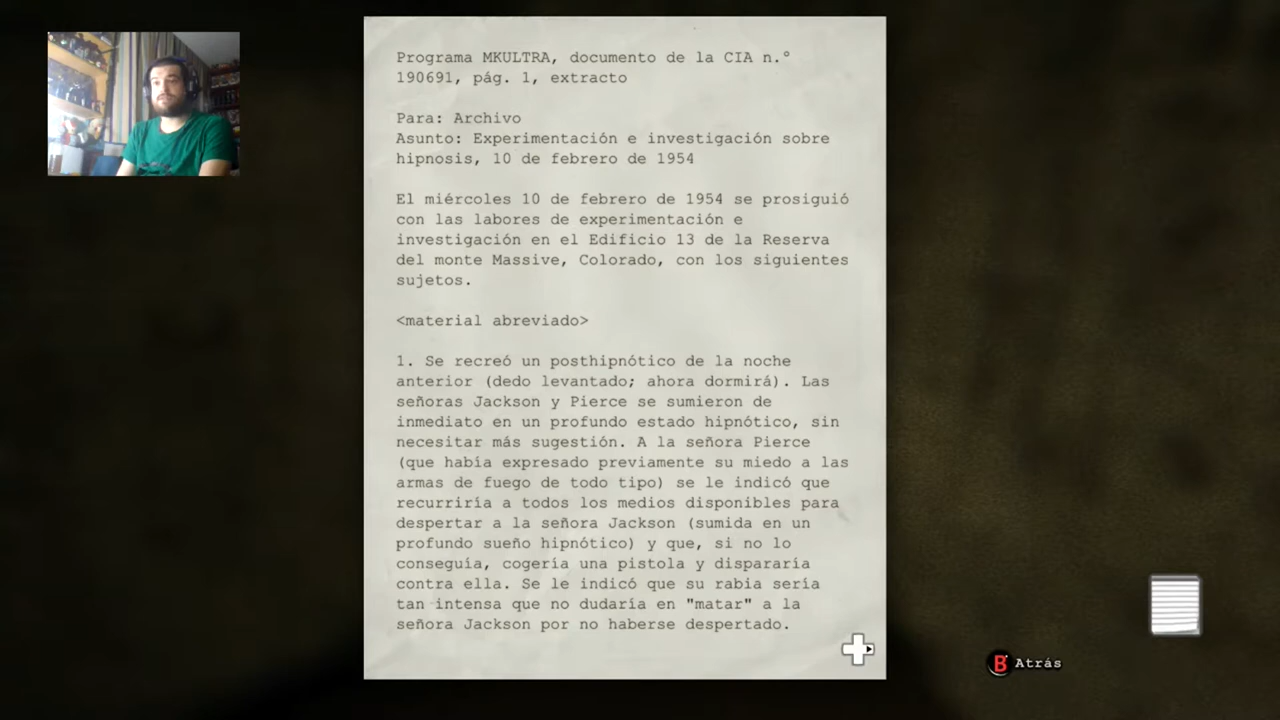 Programa MKULTRA, documento de la CIA n.º
190691, pág. 1, extracto
Para: Archivo
Asunto: Experimentación e investigación sobre
hipnosis, 10 de febrero de 1954
El miércoles 10 de febrero de 1954 se prosiguió
con las labores de experimentación e
investigación en el Edificio 13 de la Reserva
del monte Massive, Colorado, con los siguientes
sujetos.
<material abreviado>
1. Se recreó un posthipnótico de la noche
anterior (dedo levantado; ahora dormirá). Las
señoras Jackson y Pierce se sumieron de
inmediato en un profundo estado hipnótico, sin
necesitar más sugestión. A la señora Pierce
(que había expresado previamente su miedo a las
armas de fuego de todo tipo) se le indicó que
recurriría a todos los medios disponibles para
despertar a la señora Jackson (sumida en un
profundo sueño hipnótico) y que, si no lo
conseguía, cogería una pistola y dispararía
contra ella. Se le indicó que su rabia sería
tan intensa que no dudaría en "matar" a la
señora Jackson por no haberse despertado.
B Atrás